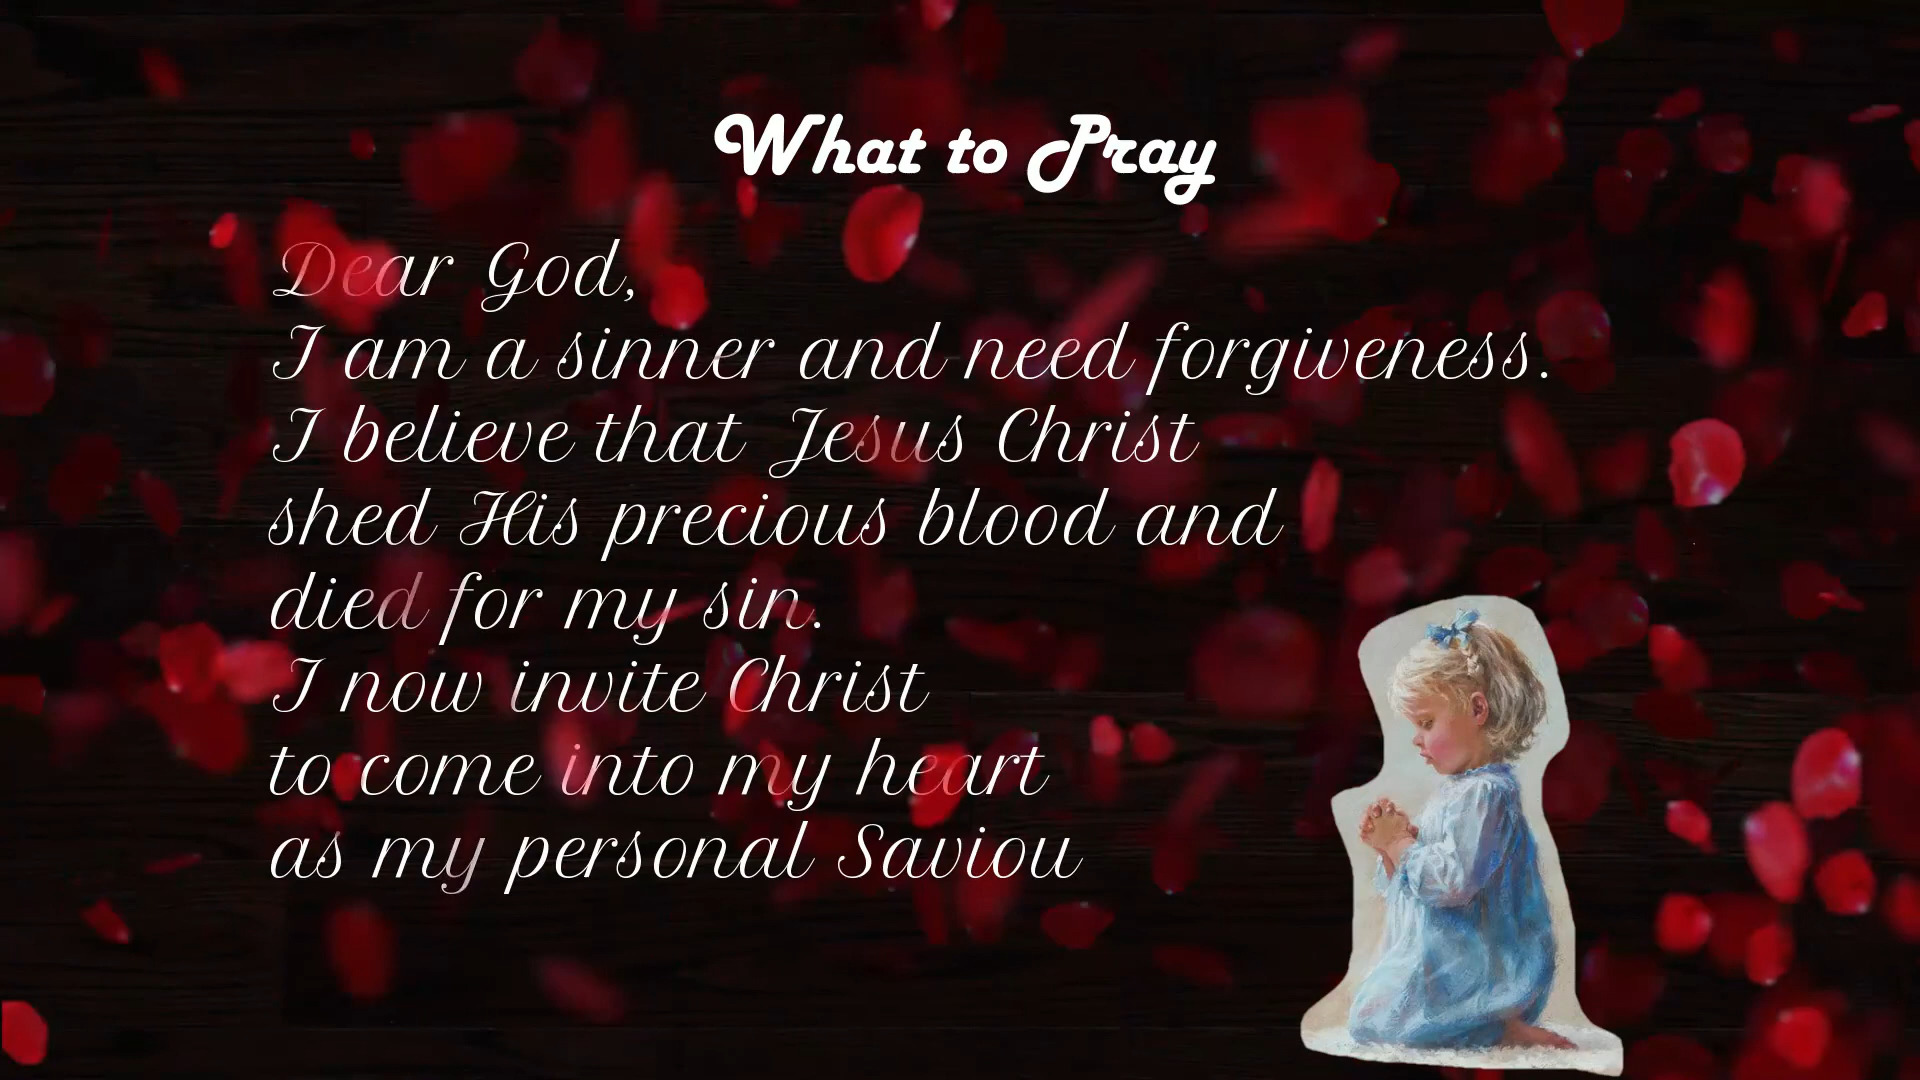 What to Pray
Dear God,
I am a sinner and need forgiveness.
I believe that Jesus Christ
shed His precious blood and
died for my sin.
I now invite Christ
to come into my heart
as my personal Saviou